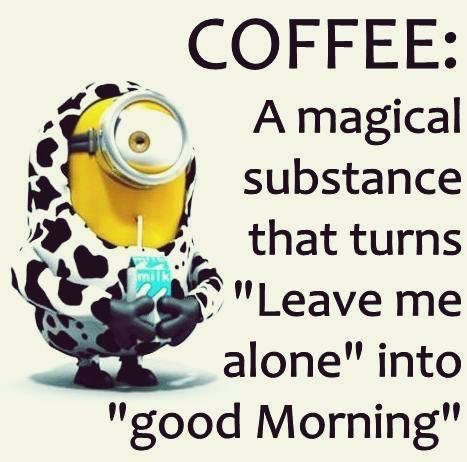 COFFEE:
A magical
substance
that turns
milk
"Leave me
alone" into
"good Morning"